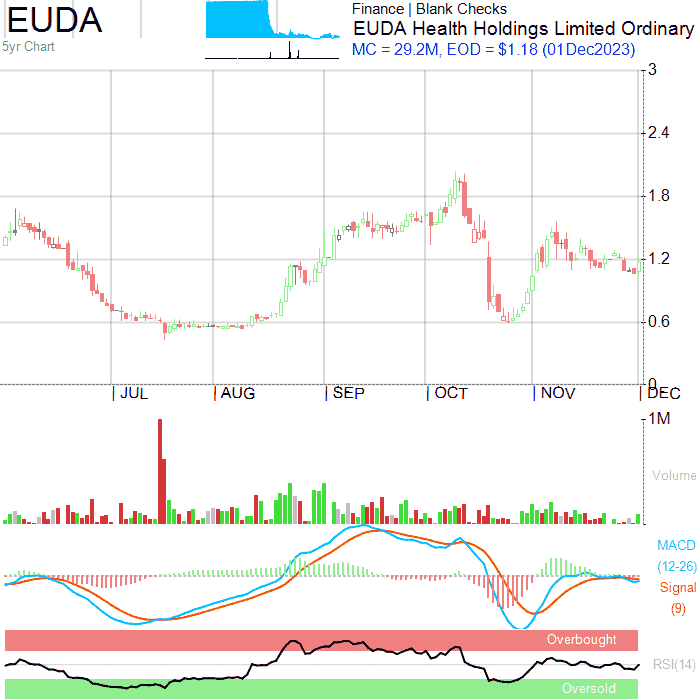 EUDA
5yr Chart
Finance | Blank Checks
EUDA Health Holdings Limited Ordinary
MC = 29.2M, EOD = $1.18 (01Dec2023)
3
2.4
1.8
1.2
0.6
0
JUL AUG SEP OCT NOV DEC
1M
Volume
MACD
(12-26)
Signal
(9)
Overbought
RSI(14)
Oversold